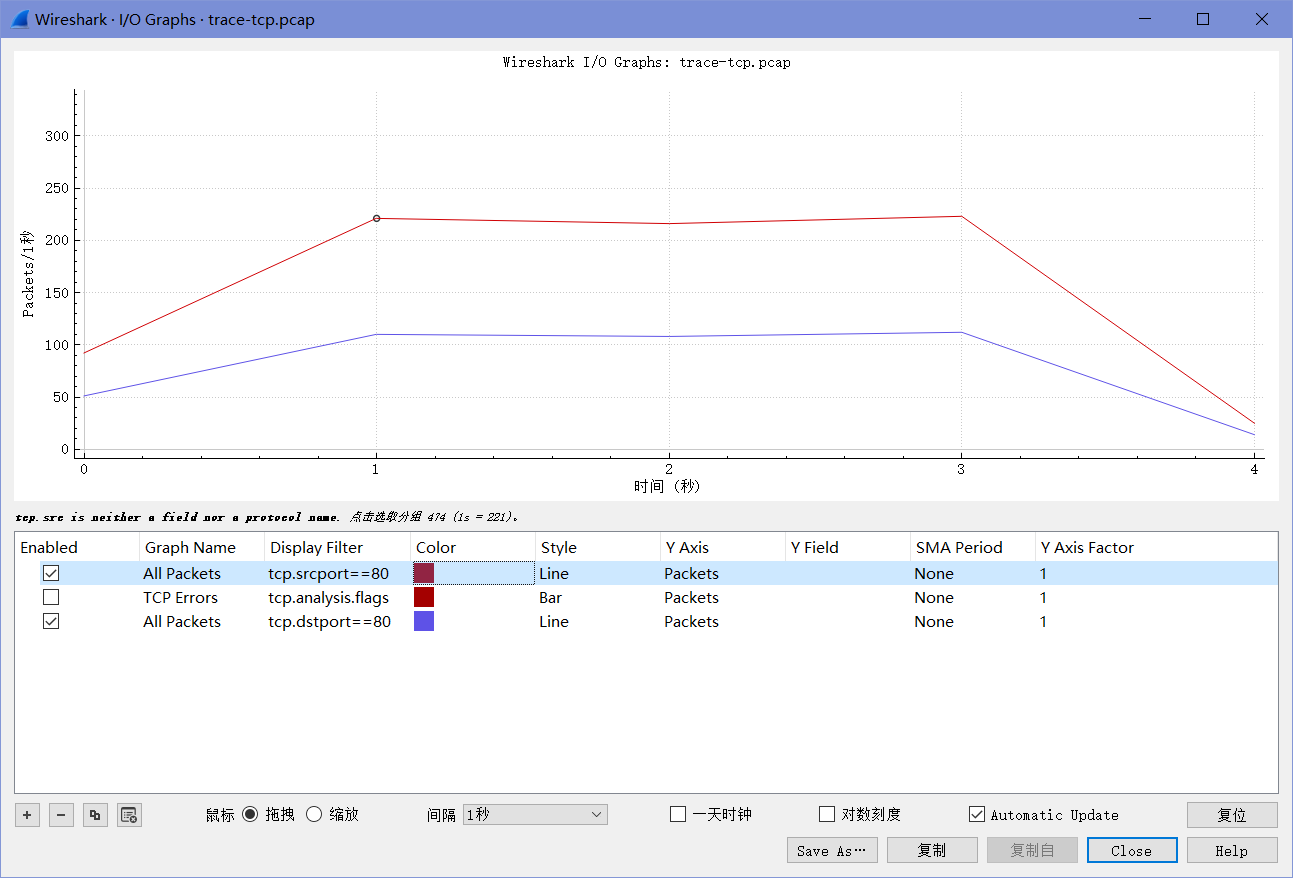 Wireshark · I/O Graphs · trace-tcp.pcap
Wireshark I/O Graphs: trace-tcp.pcap
300
250
200
150
100
50
0
Packets/1秒
0 1 2 3 4
时间 (秒)
tcp.src is neither a field nor a protocol name. 点击选取分组 474 (1s = 221)。
Enabled Graph Name Display Filter Color Style Y Axis Y Field SMA Period Y Axis Factor
All Packets tcp.srcport==80 Line Packets None 1
TCP Errors tcp.analysis.flags Bar Packets None 1
All Packets tcp.dstport==80 Line Packets None 1
鼠标 拖拽 缩放 间隔 1秒 一天时钟 对数刻度 Automatic Update 复位
Save As… 复制 复制自 Close Help